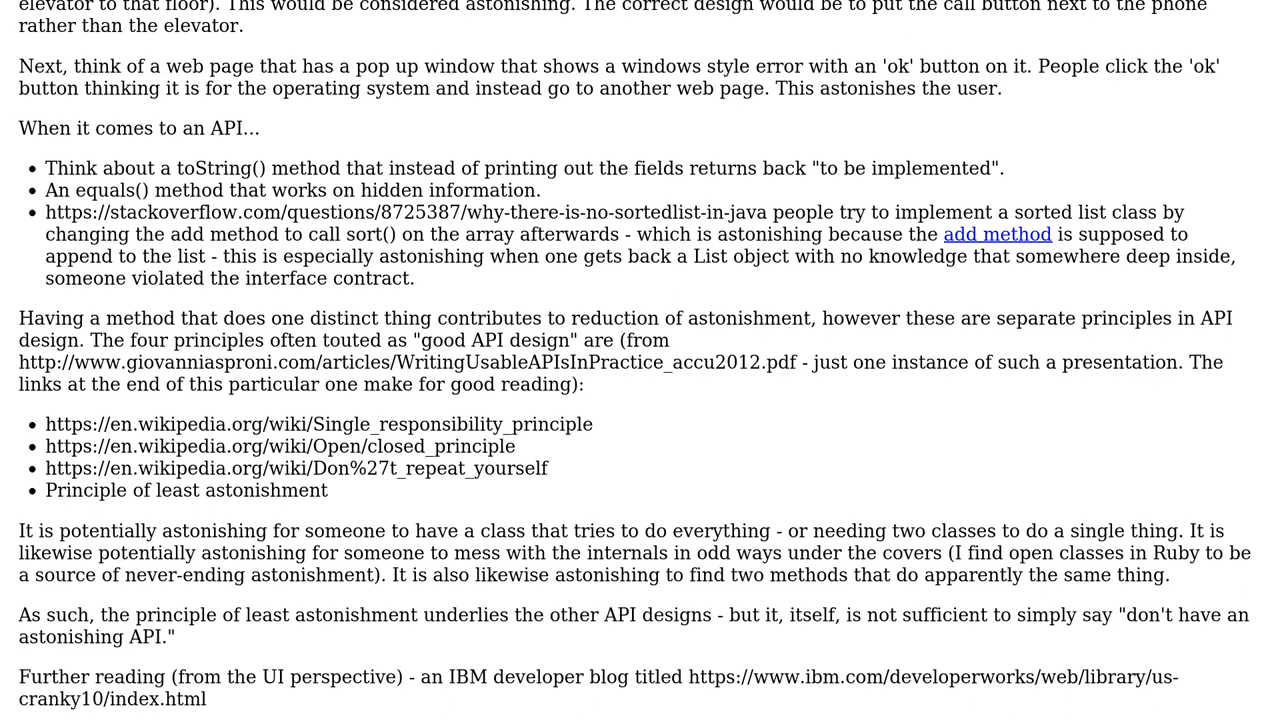 elevator to that floor). This would be considered astonishing. The correct design would be to put the call button next to the phone
rather than the elevator.
Next, think of a web page that has a pop up window that shows a windows style error with an 'ok' button on it. People click the 'ok'
button thinking it is for the operating system and instead go to another web page. This astonishes the user.
When it comes to an API...
• Think about a toString() method that instead of printing out the fields returns back "to be implemented".
• An equals() method that works on hidden information.
• https://stackoverflow.com/questions/8725387/why-there-is-no-sortedlist-in-java people try to implement a sorted list class by
changing the add method to call sort() on the array afterwards - which is astonishing because the add method is supposed to
append to the list - this is especially astonishing when one gets back a List object with no knowledge that somewhere deep inside,
someone violated the interface contract.
Having a method that does one distinct thing contributes to reduction of astonishment, however these are separate principles in API
design. The four principles often touted as "good API design" are (from
http://www.giovanniasproni.com/articles/WritingUsableAPIsInPractice_accu2012.pdf - just one instance of such a presentation. The
links at the end of this particular one make for good reading):
• https://en.wikipedia.org/wiki/Single_responsibility_principle
• https://en.wikipedia.org/wiki/Open/closed_principle
• https://en.wikipedia.org/wiki/Don%27t_repeat_yourself
• Principle of least astonishment
It is potentially astonishing for someone to have a class that tries to do everything - or needing two classes to do a single thing. It is
likewise potentially astonishing for someone to mess with the internals in odd ways under the covers (I find open classes in Ruby to be
a source of never-ending astonishment). It is also likewise astonishing to find two methods that do apparently the same thing.
As such, the principle of least astonishment underlies the other API designs - but it, itself, is not sufficient to simply say "don't have an
astonishing API."
Further reading (from the UI perspective) - an IBM developer blog titled https://www.ibm.com/developerworks/web/library/us-
cranky10/index.html